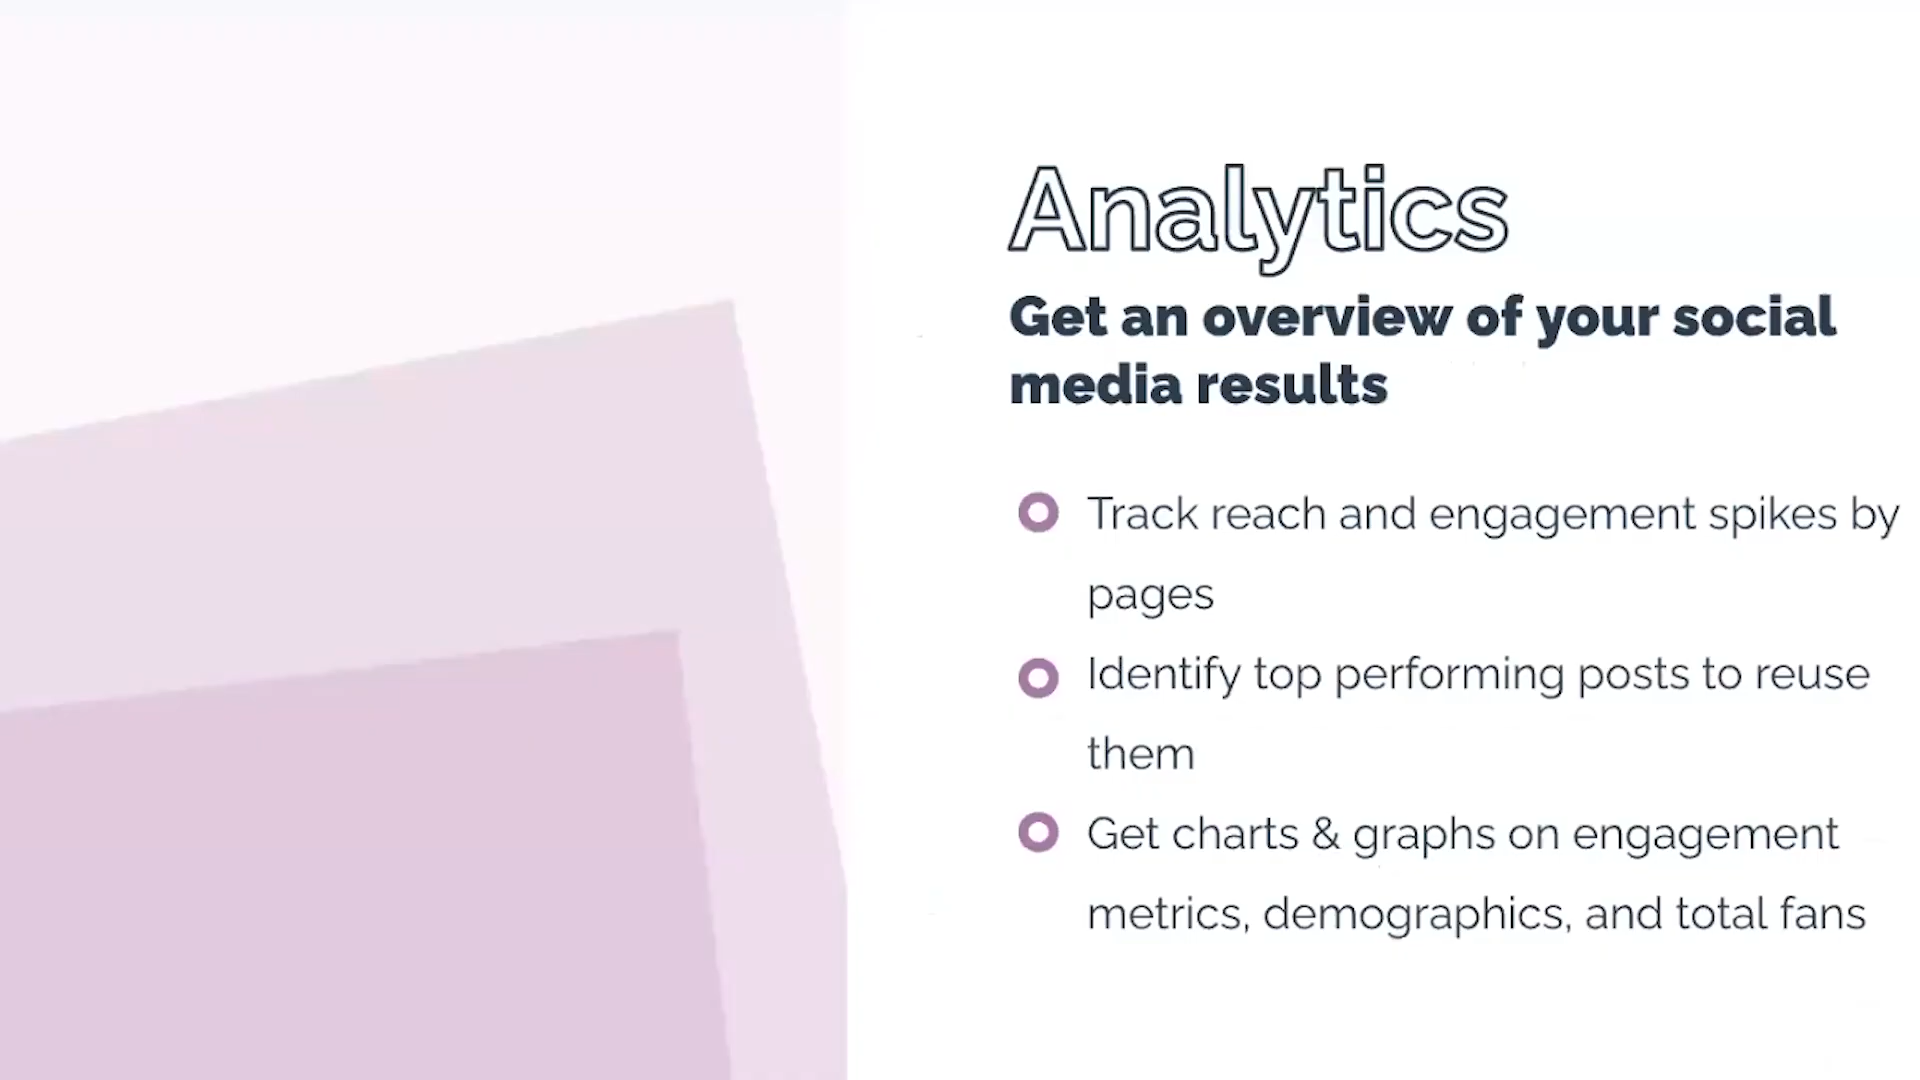 Analytics
Get an overview of your social
media results
Track reach and engagement spikes by
pages
Identify top performing posts to reuse
them
Get charts & graphs on engagement
metrics, demographics, and total fans